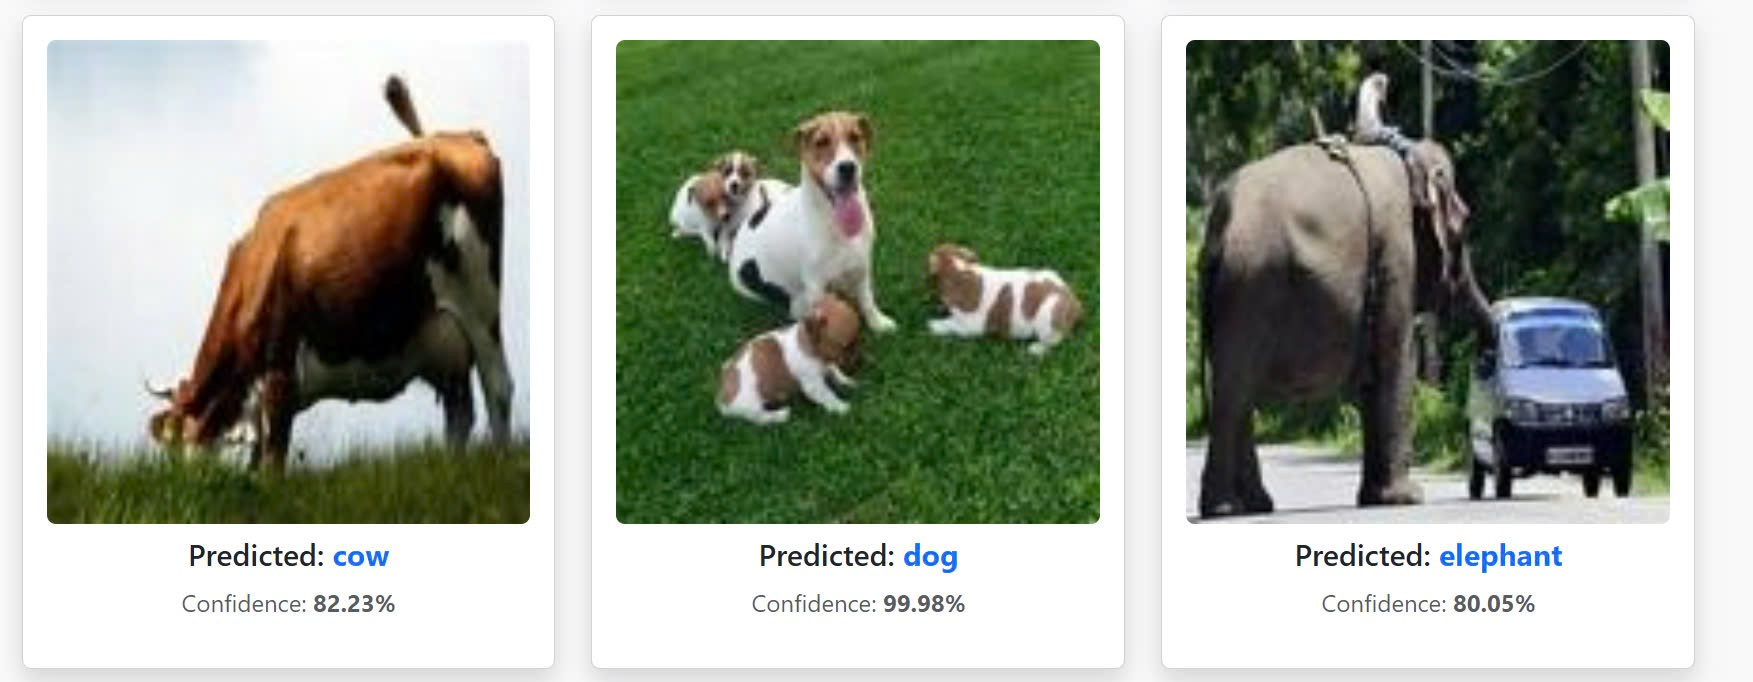 Predicted: cow
Confidence: 82.23%
Predicted: dog
Confidence: 99.98%
Predicted: elephant
Confidence: 80.05%